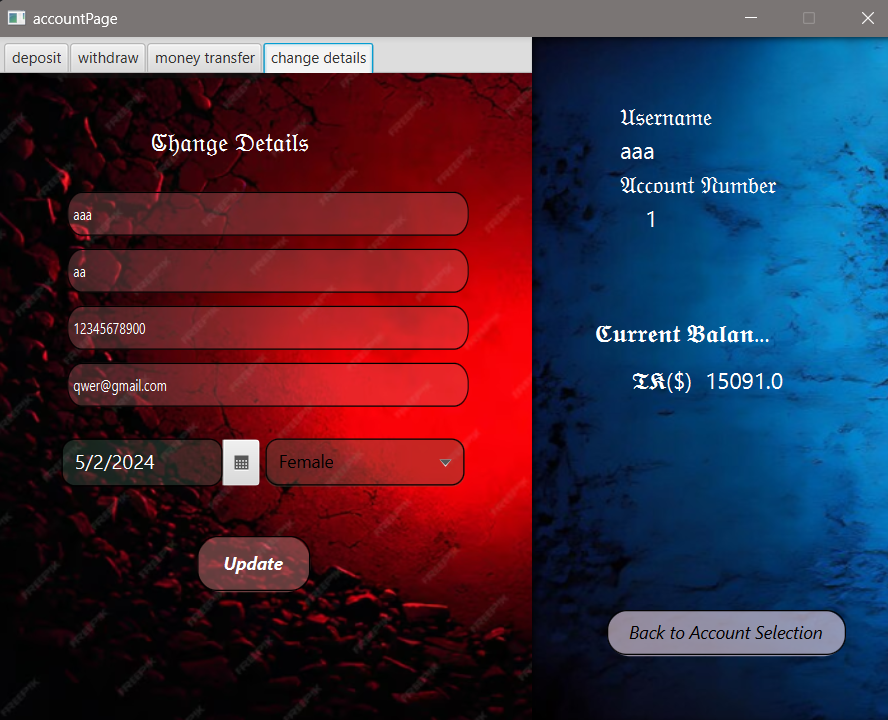 accountPage
deposit withdraw money transfer change details
Change Details
aaa
aa
12345678900
qwer@gmail.com
5/2/2024 Female
Update
Username
aaa
Account Number
1
Current Balan...
TK($) 15091.0
Back to Account Selection
FREEPIK